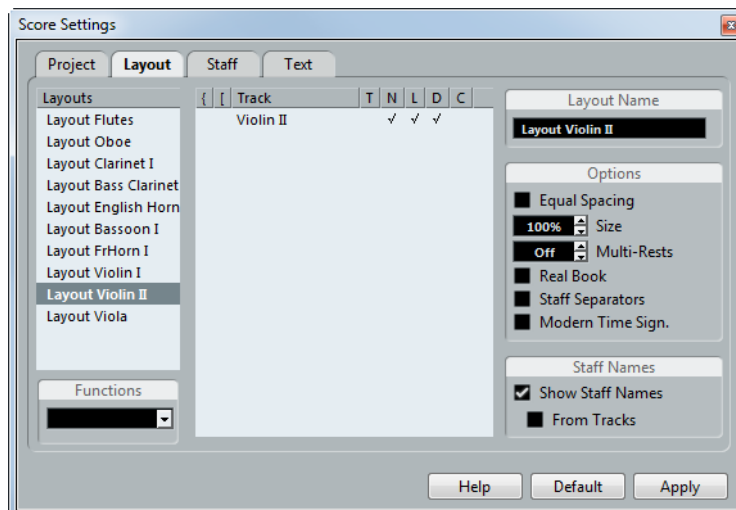 Score Settings
Project Layout Staff Text
Layouts
Layout Flutes
Layout Oboe
Layout Clarinet I
Layout Bass Clarinet
Layout English Horn
Layout Bassoon I
Layout FrHorn I
Layout Violin I
Layout Violin II
Layout Viola
Functions
{ [ Track T N L D C
Violin II √ √ √
Layout Name
Layout Violin II
Options
Equal Spacing
100% Size
Off Multi-Rests
Real Book
Staff Separators
Modern Time Sign.
Staff Names
Show Staff Names
From Tracks
Help Default Apply